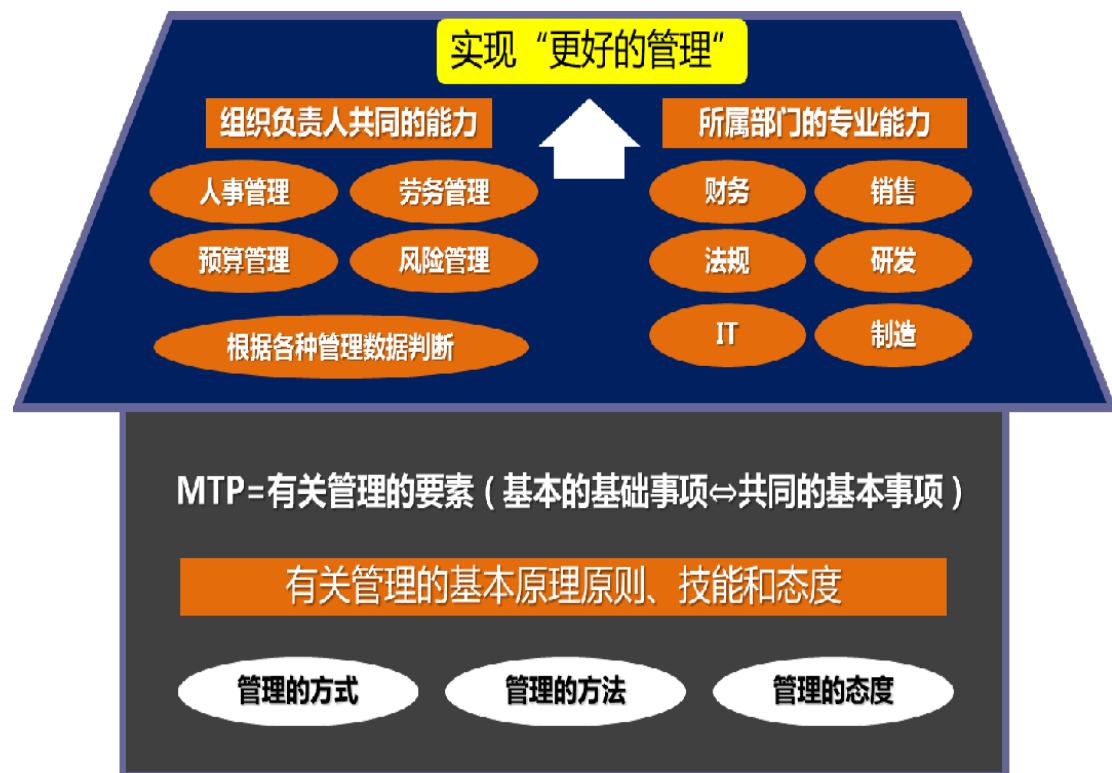 实现“更好的管理”
组织负责人共同的能力
人事管理
劳务管理
预算管理
风险管理
根据各种管理数据判断
所属部门的专业能力
财务
销售
法规
研发
IT
制造
MTP=有关管理的要素（基本的基础事项⇔共同的基本事项）
有关管理的基本原理原则、技能和态度
管理的方式
管理的方法
管理的态度